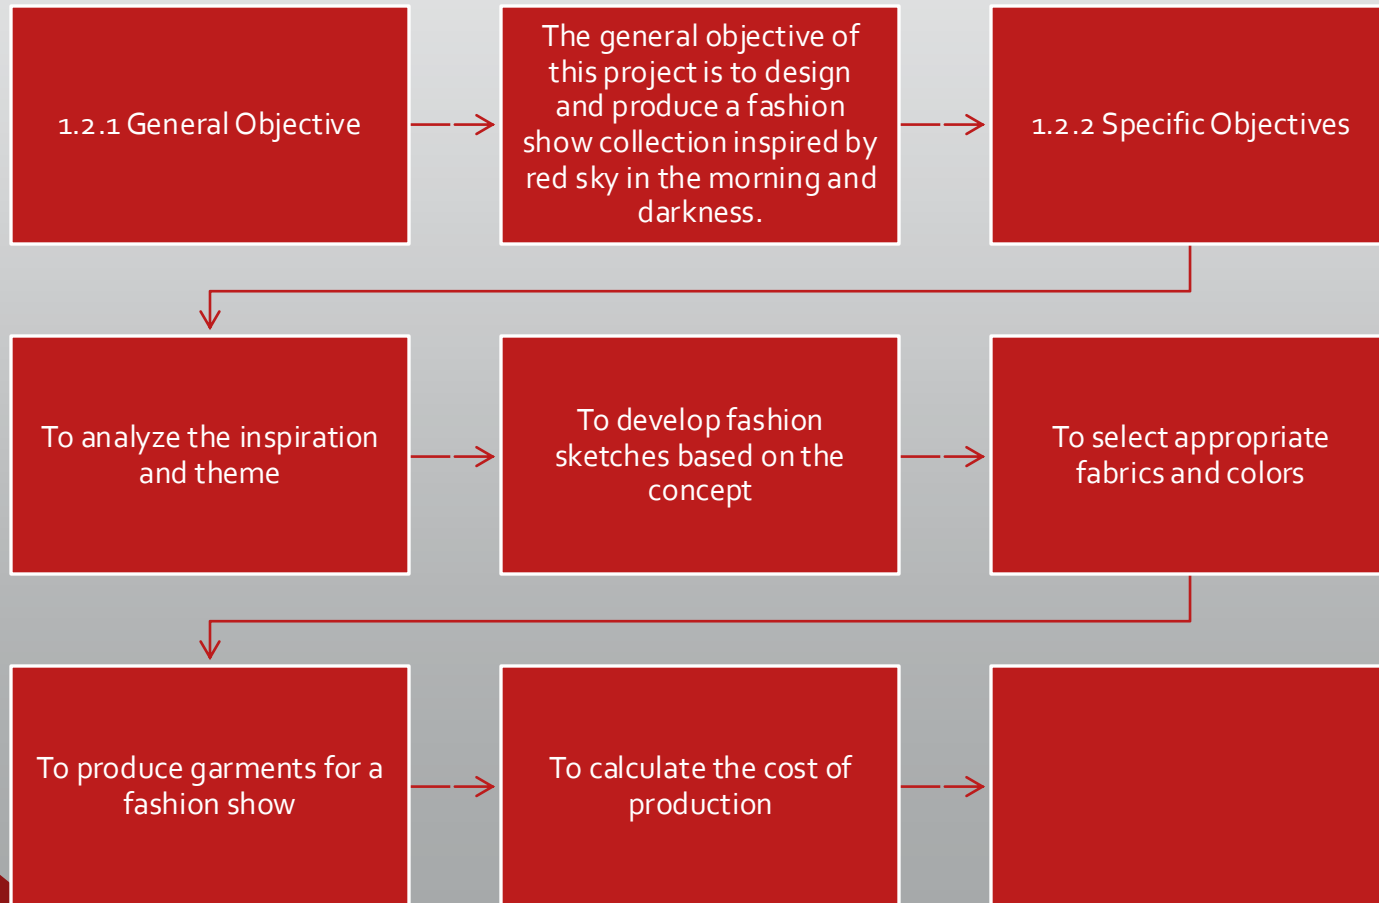 1.2.1 General Objective
The general objective of
this project is to design
and produce a fashion
show collection inspired by
red sky in the morning and
darkness.
1.2.2 Specific Objectives
To analyze the inspiration
and theme
To develop fashion
sketches based on the
concept
To select appropriate
fabrics and colors
To produce garments for a
fashion show
To calculate the cost of
production